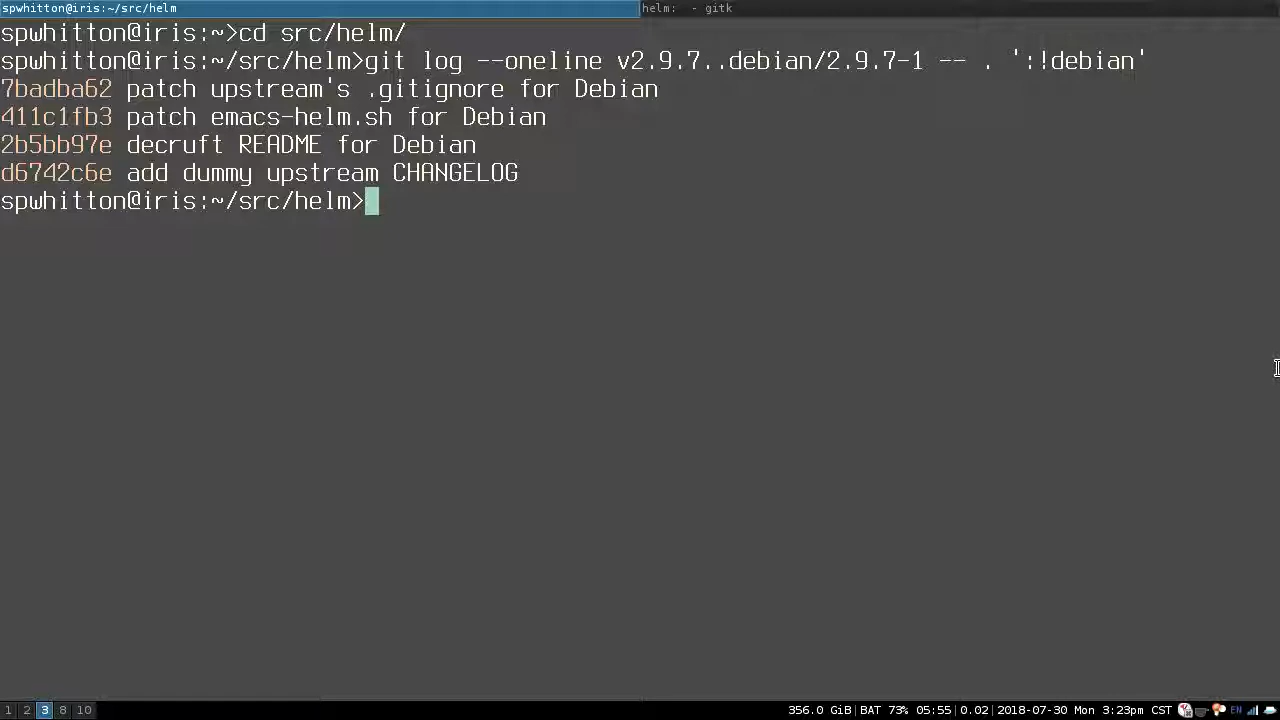 spwhitton@iris:~/src/helm
helm:  - gitk
spwhitton@iris:~>cd src/helm/
spwhitton@iris:~/src/helm>git log --oneline v2.9.7..debian/2.9.7-1 -- . ':!debian'
7badba62 patch upstream's .gitignore for Debian
411c1fb3 patch emacs-helm.sh for Debian
2b5bb97e decruft README for Debian
d6742c6e add dummy upstream CHANGELOG
spwhitton@iris:~/src/helm>
1 2 3 8 10
356.0 GiB|BAT 73% 05:55|0.02|2018-07-30 Mon 3:23pm CST EN